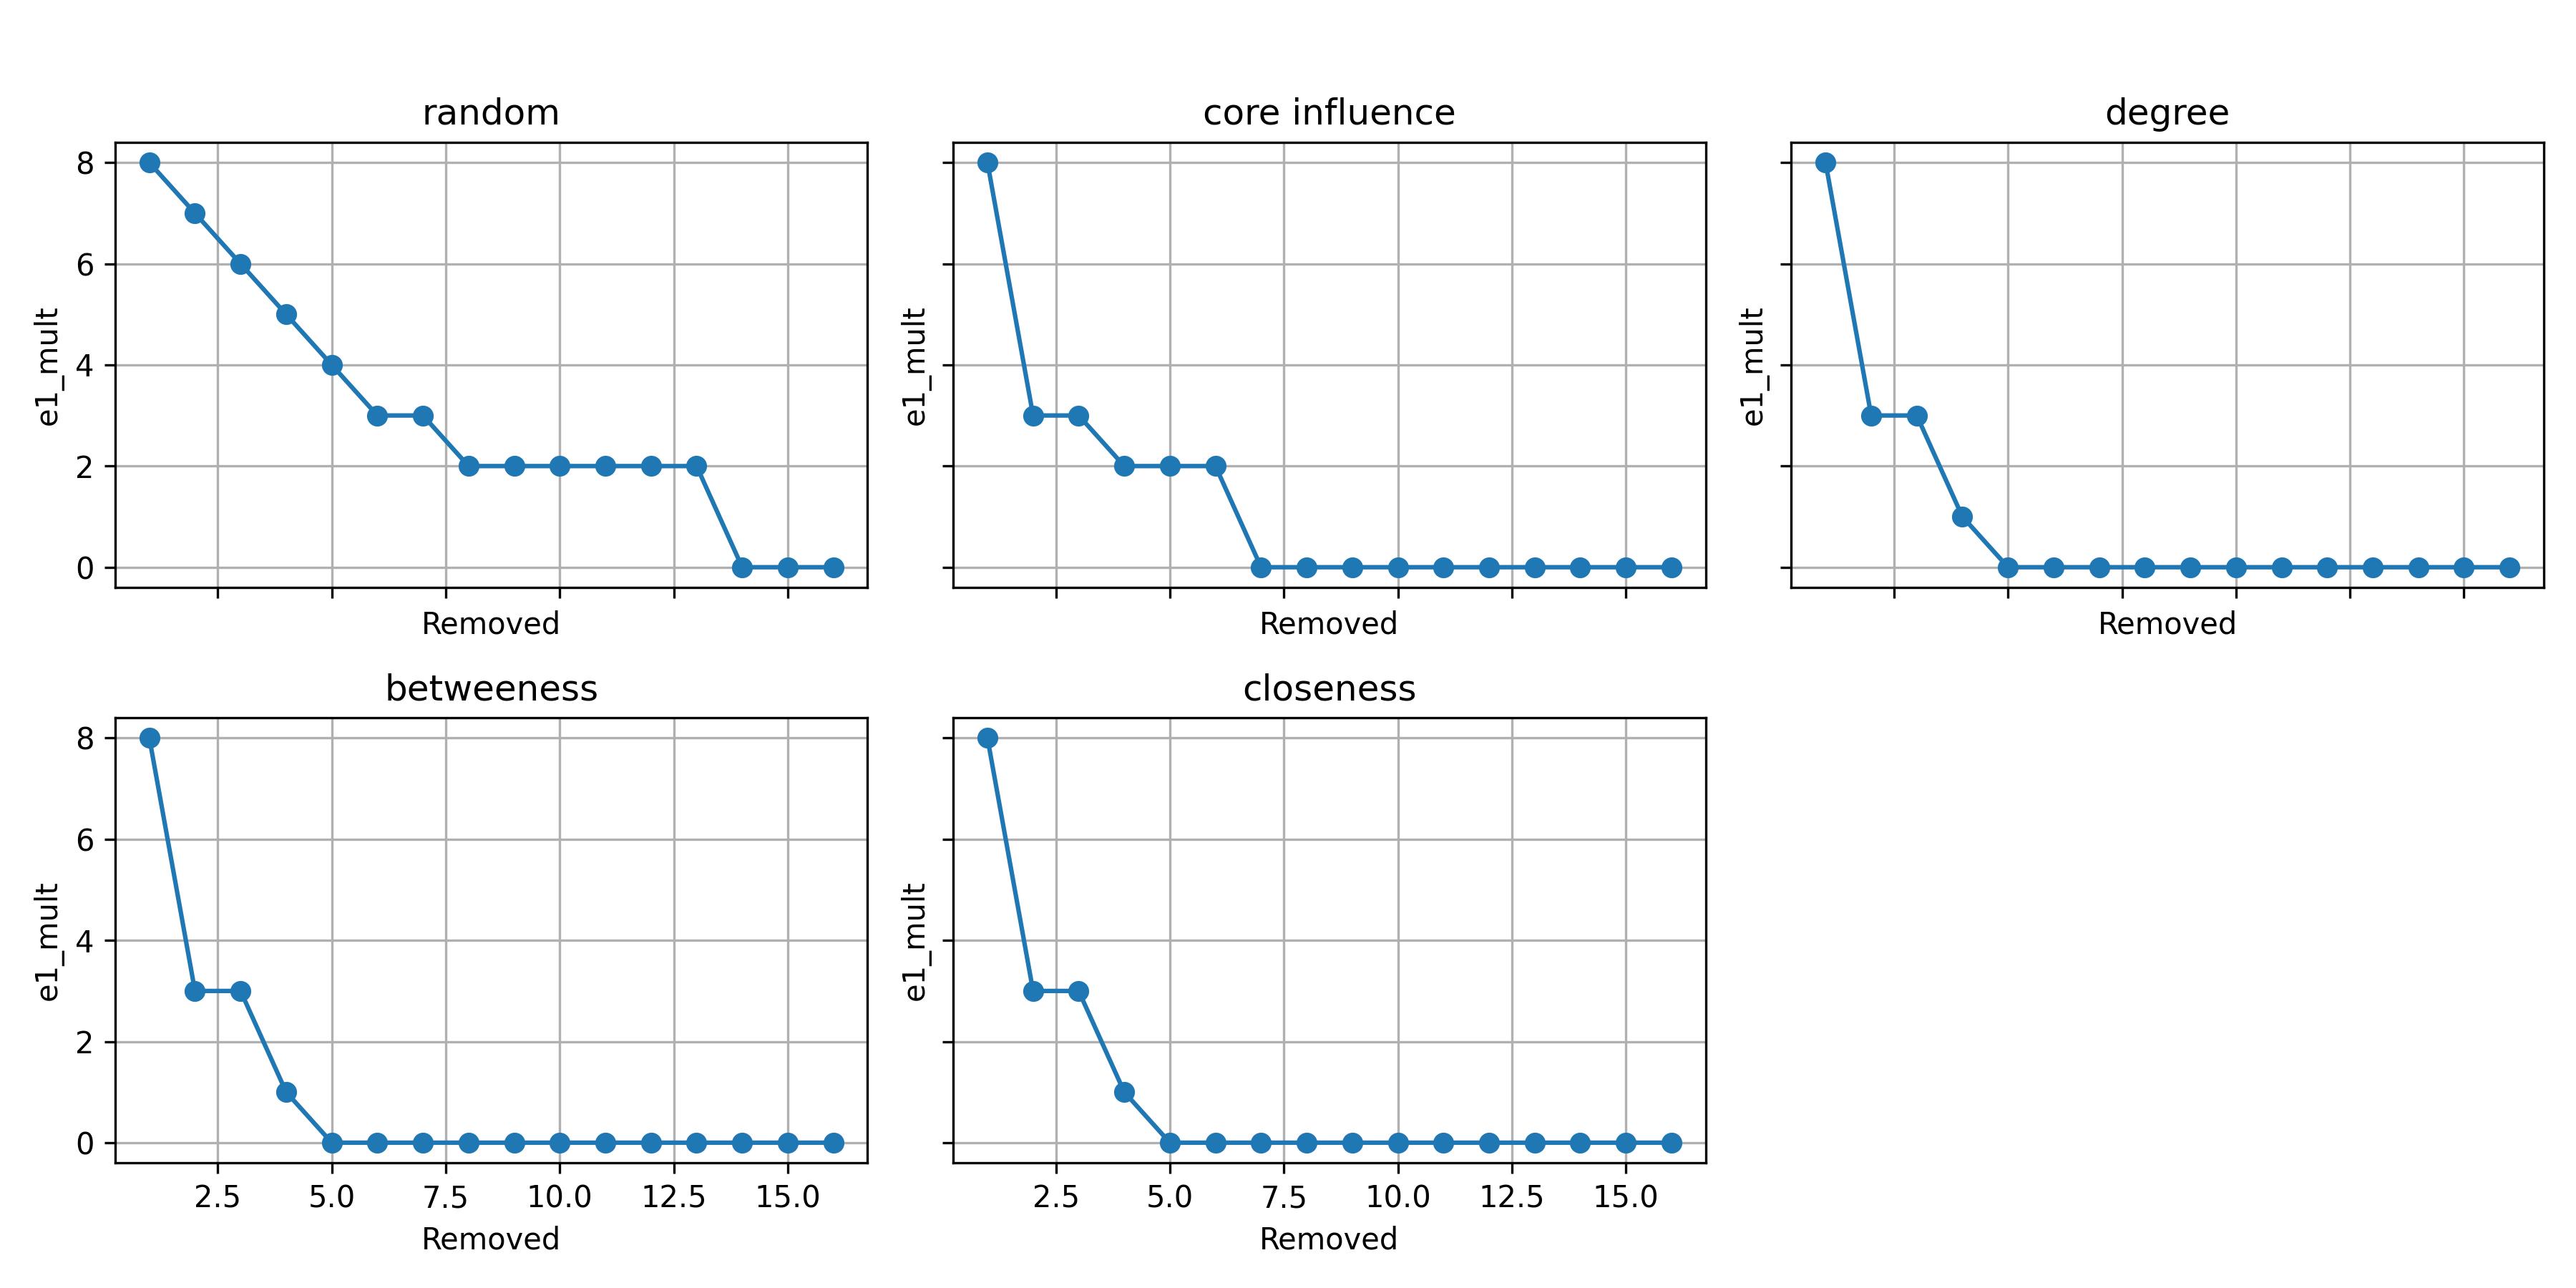 random
8
6
4
2
0
e1_mult
Removed
core influence
e1_mult
Removed
degree
e1_mult
Removed
betweeness
8
6
4
2
0
e1_mult
2.5 5.0 7.5 10.0 12.5 15.0
Removed
closeness
e1_mult
2.5 5.0 7.5 10.0 12.5 15.0
Removed